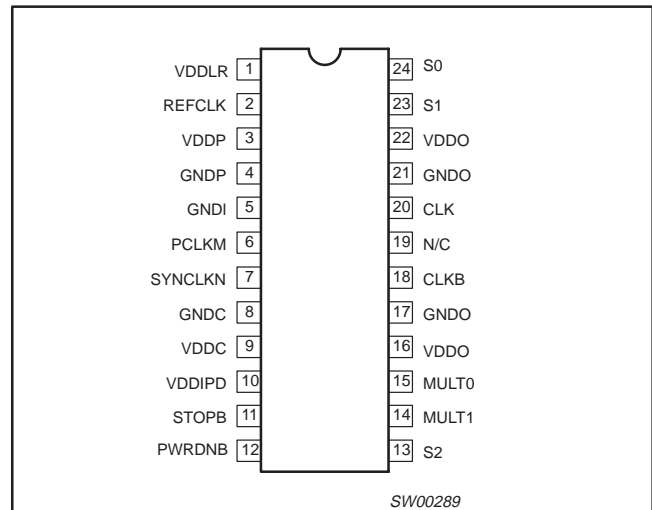 VDDLR 1 24 S0
REFCLK 2 23 S1
VDDP 3 22 VDDO
GNDP 4 21 GNDO
GNDI 5 20 CLK
PCLKM 6 19 N/C
SYNCLKN 7 18 CLKB
GNDC 8 17 GNDO
VDDC 9 16 VDDO
VDDIPD 10 15 MULT0
STOPB 11 14 MULT1
PWRDNB 12 13 S2
SW00289